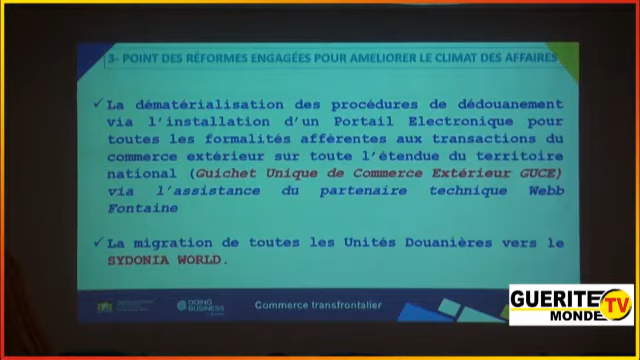 3- POINT DES RÉFORMES ENGAGÉES POUR AMELIORER LE CLIMAT DES AFFAIRES
✓ La dématérialisation des procédures de dédouanement
via l'installation d'un Portail Electronique pour
toutes les formalités afférentes aux transactions du
commerce extérieur sur toute l'étendue du territoire
national (Guichet Unique de Commerce Extérieur GUCE)
via l'assistance du partenaire technique Webb
Fontaine
✓ La migration de toutes les Unités Douanières vers le
SYDONIA WORLD.
DOING
BUSINESS
Commerce transfrontalier
GUERITE
MONDE
TV